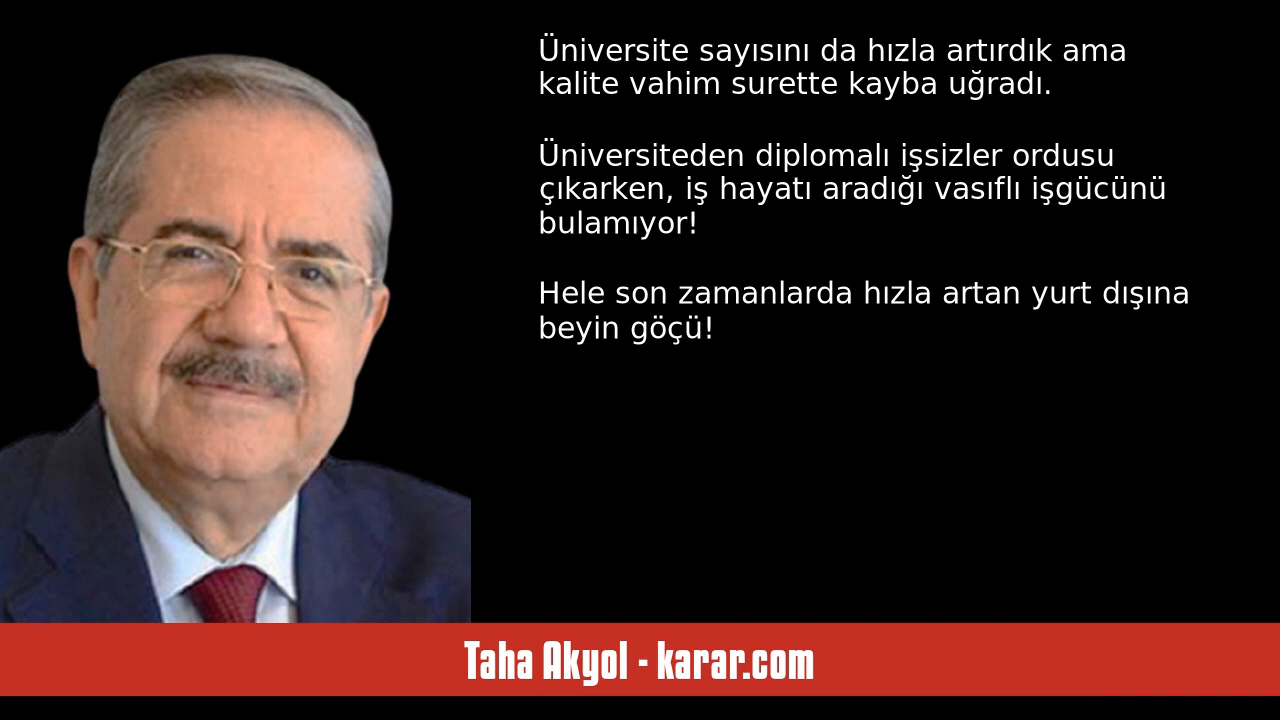 Üniversite sayısını da hızla artırdık ama
kalite vahim surette kayba uğradı.
Üniversiteden diplomalı işsizler ordusu
çıkarken, iş hayatı aradığı vasıflı işgücünü
bulamıyor!
Hele son zamanlarda hızla artan yurt dışına
beyin göçü!
Taha Akyol - karar.com